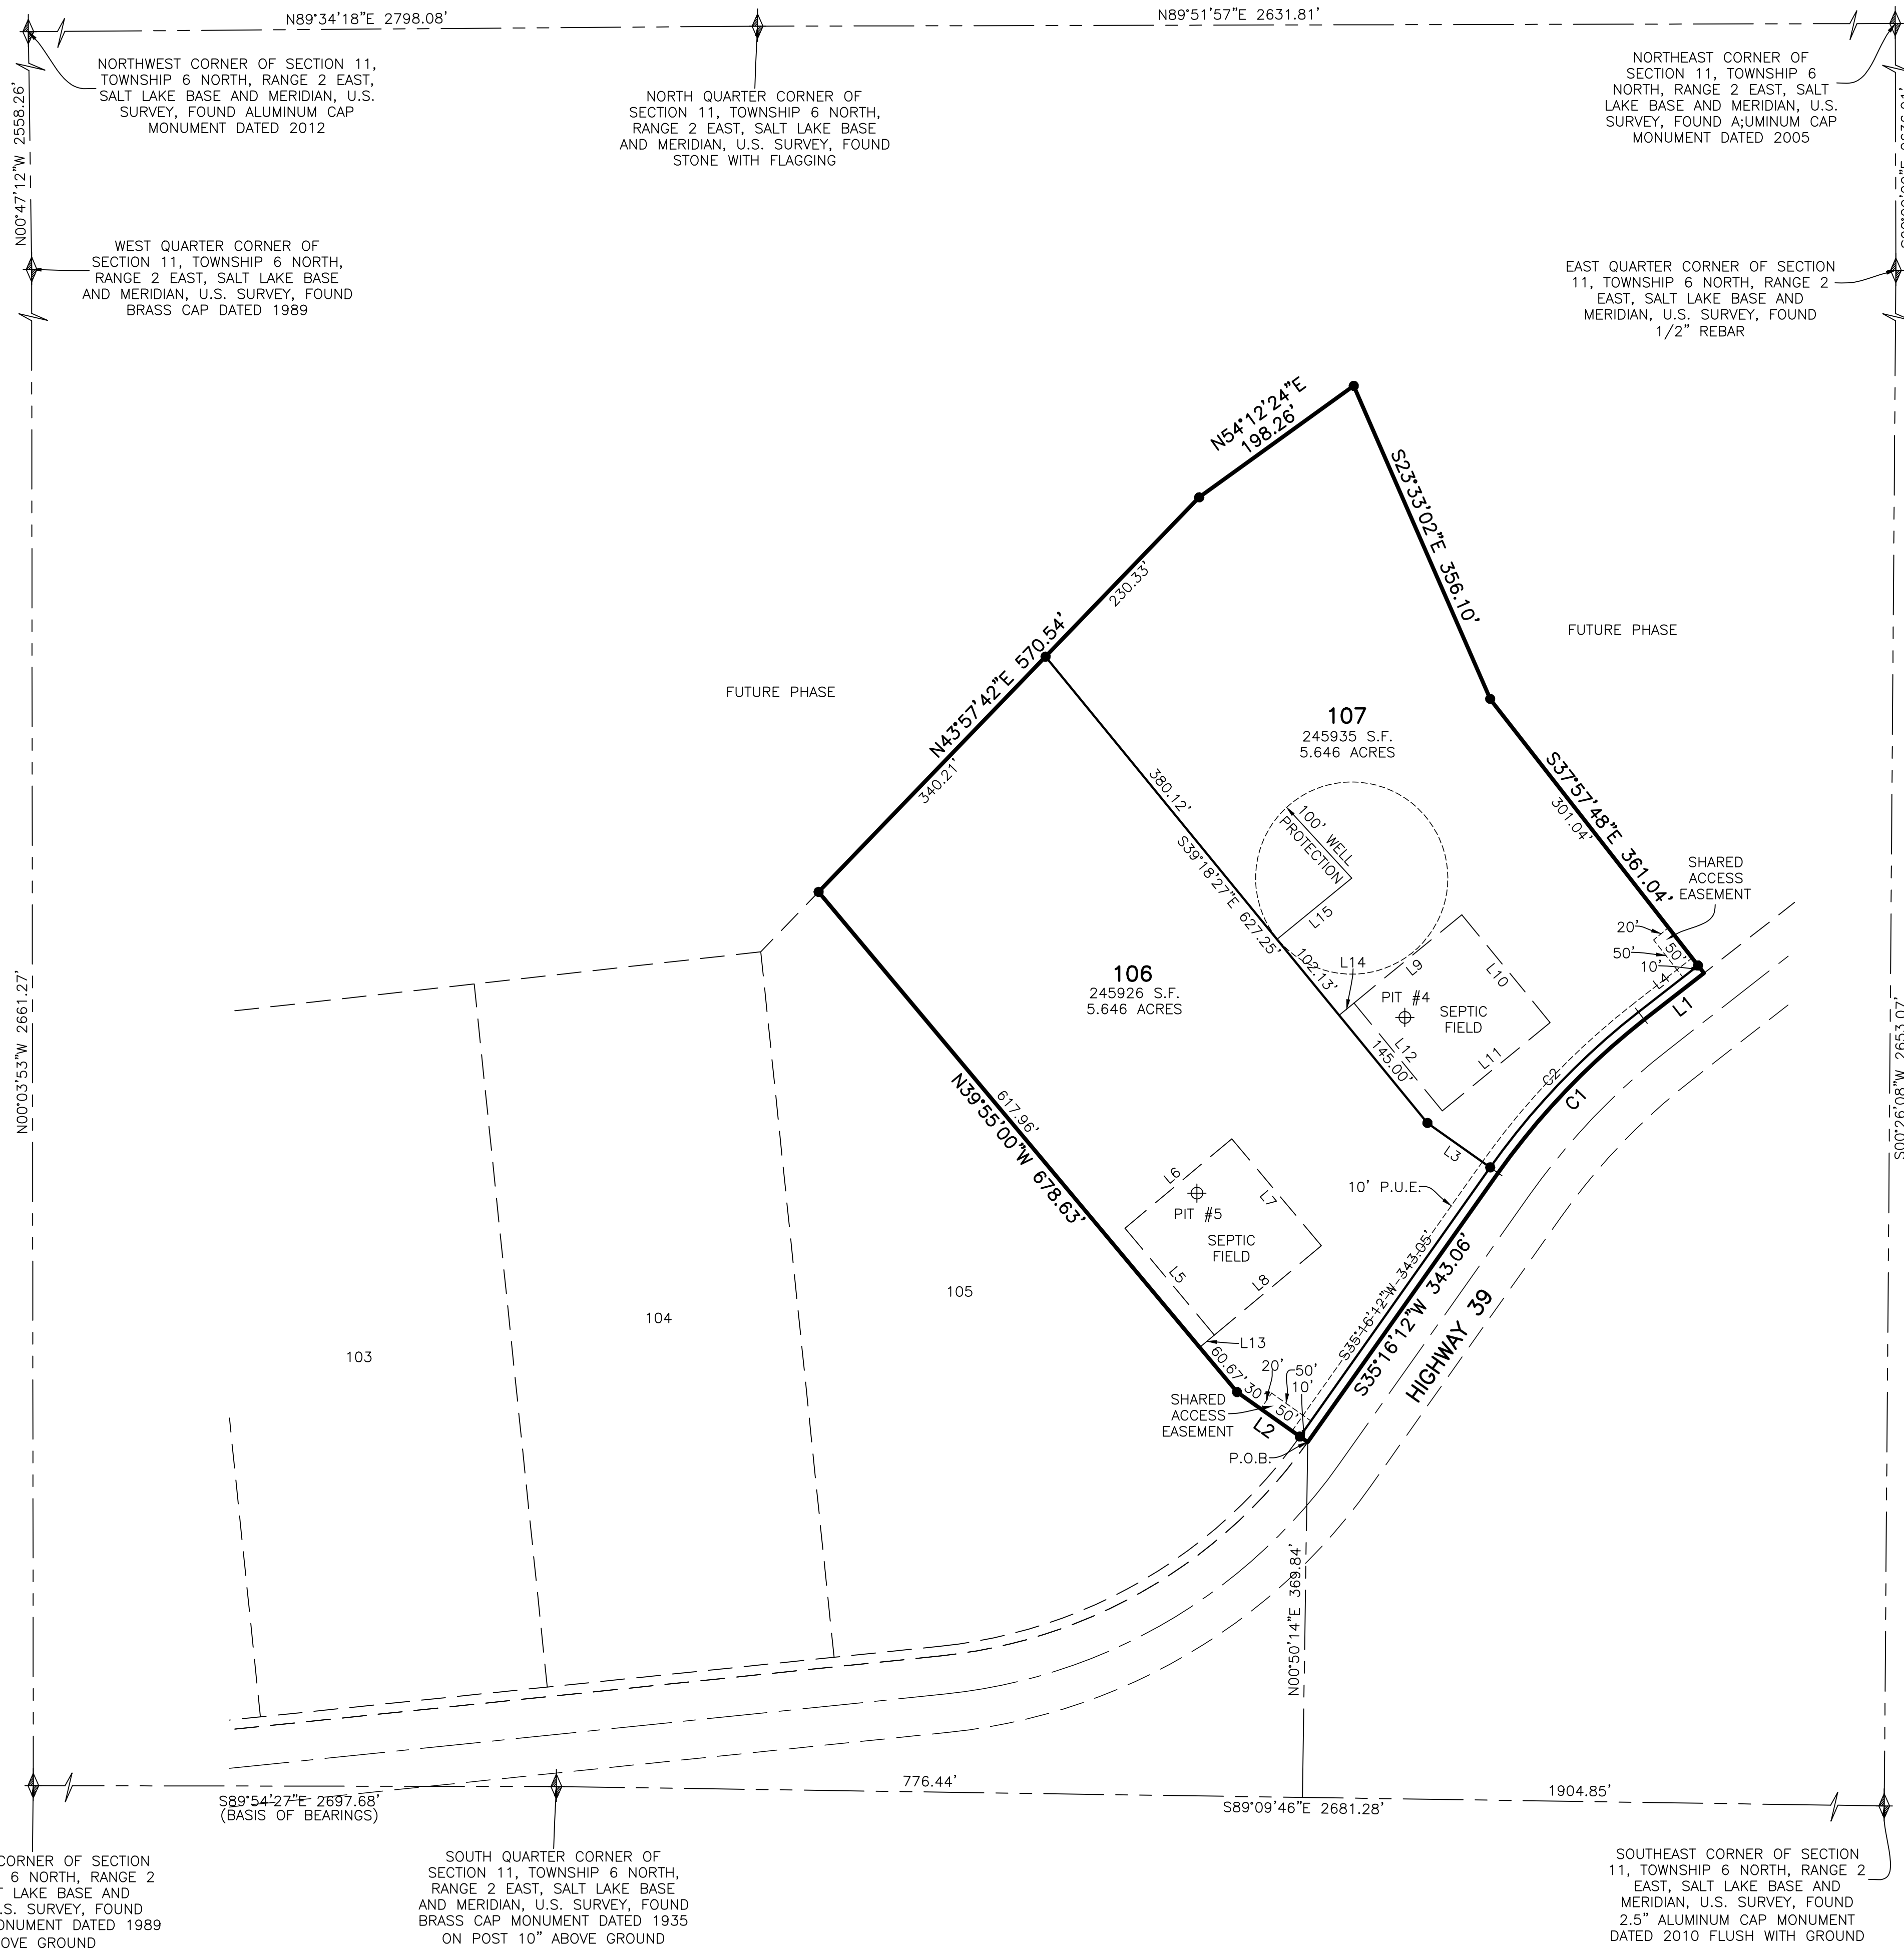 N89°34'18"E 2798.08'
N89°51'57"E 2631.81'
NORTHWEST CORNER OF SECTION 11,
TOWNSHIP 6 NORTH, RANGE 2 EAST,
SALT LAKE BASE AND MERIDIAN, U.S.
SURVEY, FOUND ALUMINUM CAP
MONUMENT DATED 2012
NORTH QUARTER CORNER OF
SECTION 11, TOWNSHIP 6 NORTH,
RANGE 2 EAST, SALT LAKE BASE
AND MERIDIAN, U.S. SURVEY, FOUND
STONE WITH FLAGGING
NORTHEAST CORNER OF
SECTION 11, TOWNSHIP 6
NORTH, RANGE 2 EAST, SALT
LAKE BASE AND MERIDIAN, U.S.
SURVEY, FOUND A;UMINUM CAP
MONUMENT DATED 2005
N00°47'12"W 2558.26'
WEST QUARTER CORNER OF
SECTION 11, TOWNSHIP 6 NORTH,
RANGE 2 EAST, SALT LAKE BASE
AND MERIDIAN, U.S. SURVEY, FOUND
BRASS CAP DATED 1989
EAST QUARTER CORNER OF SECTION
11, TOWNSHIP 6 NORTH, RANGE 2
EAST, SALT LAKE BASE AND
MERIDIAN, U.S. SURVEY, FOUND
1/2" REBAR
N54°12'24"E
198.26'
S23°33'02"E 356.10'
230.33'
FUTURE PHASE
FUTURE PHASE
N43°57'42"E 570.54'
340.21'
107
245935 S.F.
5.646 ACRES
S37°57'48"E 361.04'
301.04'
380.12'
S39°18'27"E 627.25'
100' WELL
PROTECTION
L15
102.13'
SHARED
ACCESS
EASEMENT
20'
50'
50'
10'
L4
L1
L14
L9
L10
PIT #4
SEPTIC
FIELD
L12
L11
145.00'
106
245926 S.F.
5.646 ACRES
C2
C1
L3
N00°03'53"W 2661.27'
S00°26'08"W 2653.07'
617.96'
N39°55'00"W 678.63'
L6
L7
PIT #5
SEPTIC
FIELD
L5
L8
10' P.U.E.
S35°16'12"W 343.05'
S35°16'12"W 343.06'
HIGHWAY 39
105
104
103
L13
60.67'
30'
20'
50'
10'
50'
SHARED
ACCESS
EASEMENT
L2
P.O.B.
N00°50'14"E 369.84'
776.44'
1904.85'
S89°54'27"E 2697.68'
(BASIS OF BEARINGS)
S89°09'46"E 2681.28'
CORNER OF SECTION
6 NORTH, RANGE 2
LAKE BASE AND
.S. SURVEY, FOUND
ONUMENT DATED 1989
OVE GROUND
SOUTH QUARTER CORNER OF
SECTION 11, TOWNSHIP 6 NORTH,
RANGE 2 EAST, SALT LAKE BASE
AND MERIDIAN, U.S. SURVEY, FOUND
BRASS CAP MONUMENT DATED 1935
ON POST 10" ABOVE GROUND
SOUTHEAST CORNER OF SECTION
11, TOWNSHIP 6 NORTH, RANGE 2
EAST, SALT LAKE BASE AND
MERIDIAN, U.S. SURVEY, FOUND
2.5" ALUMINUM CAP MONUMENT
DATED 2010 FLUSH WITH GROUND